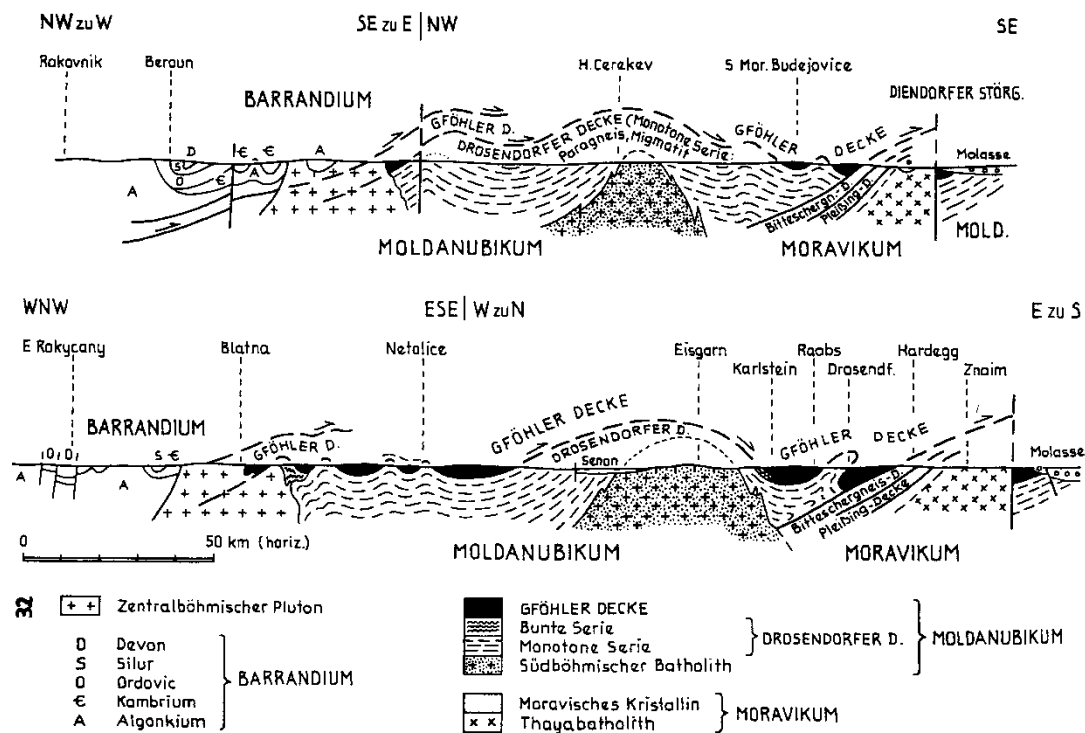 NW zu W SE zu E | NW SE
Rakovnik Beraun H. Cerekev S. Mor. Budejovice
BARRANDIUM DIENDORFER STÖRG.
GFÖHLER D. DROSENDORFER DECKE (Monotone Serie: GFÖHLER DECKE
Paragneis, Migmatit
D € € A Molasse
S A
A O €
Bitteschergn.-D.
Pleißing-D.
MOLDANUBIKUM MORAVIKUM MOLD.
WNW ESE | W zu N E zu S
E Rokycany Blatna Netolice Eisgarn Raabs Hardegg
Karlstein Drosendf. Znaim
BARRANDIUM GFÖHLER DECKE
GFÖHLER D. DROSENDORFER D. GFÖHLER DECKE
O O S € Senon Molasse
A A A
Bitteschergneis-D.
Pleißing-Decke
0 50 km (horiz.)
MOLDANUBIKUM MORAVIKUM
32
Zentralböhmischer Pluton
D Devon
S Silur
O Ordovic
€ Kambrium
A Algonkium
BARRANDIUM
GFÖHLER DECKE
Bunte Serie
Monotone Serie
DROSENDORFER D.
Südböhmischer Batholith
MOLDANUBIKUM
Moravisches Kristallin
Thayabatholith
MORAVIKUM